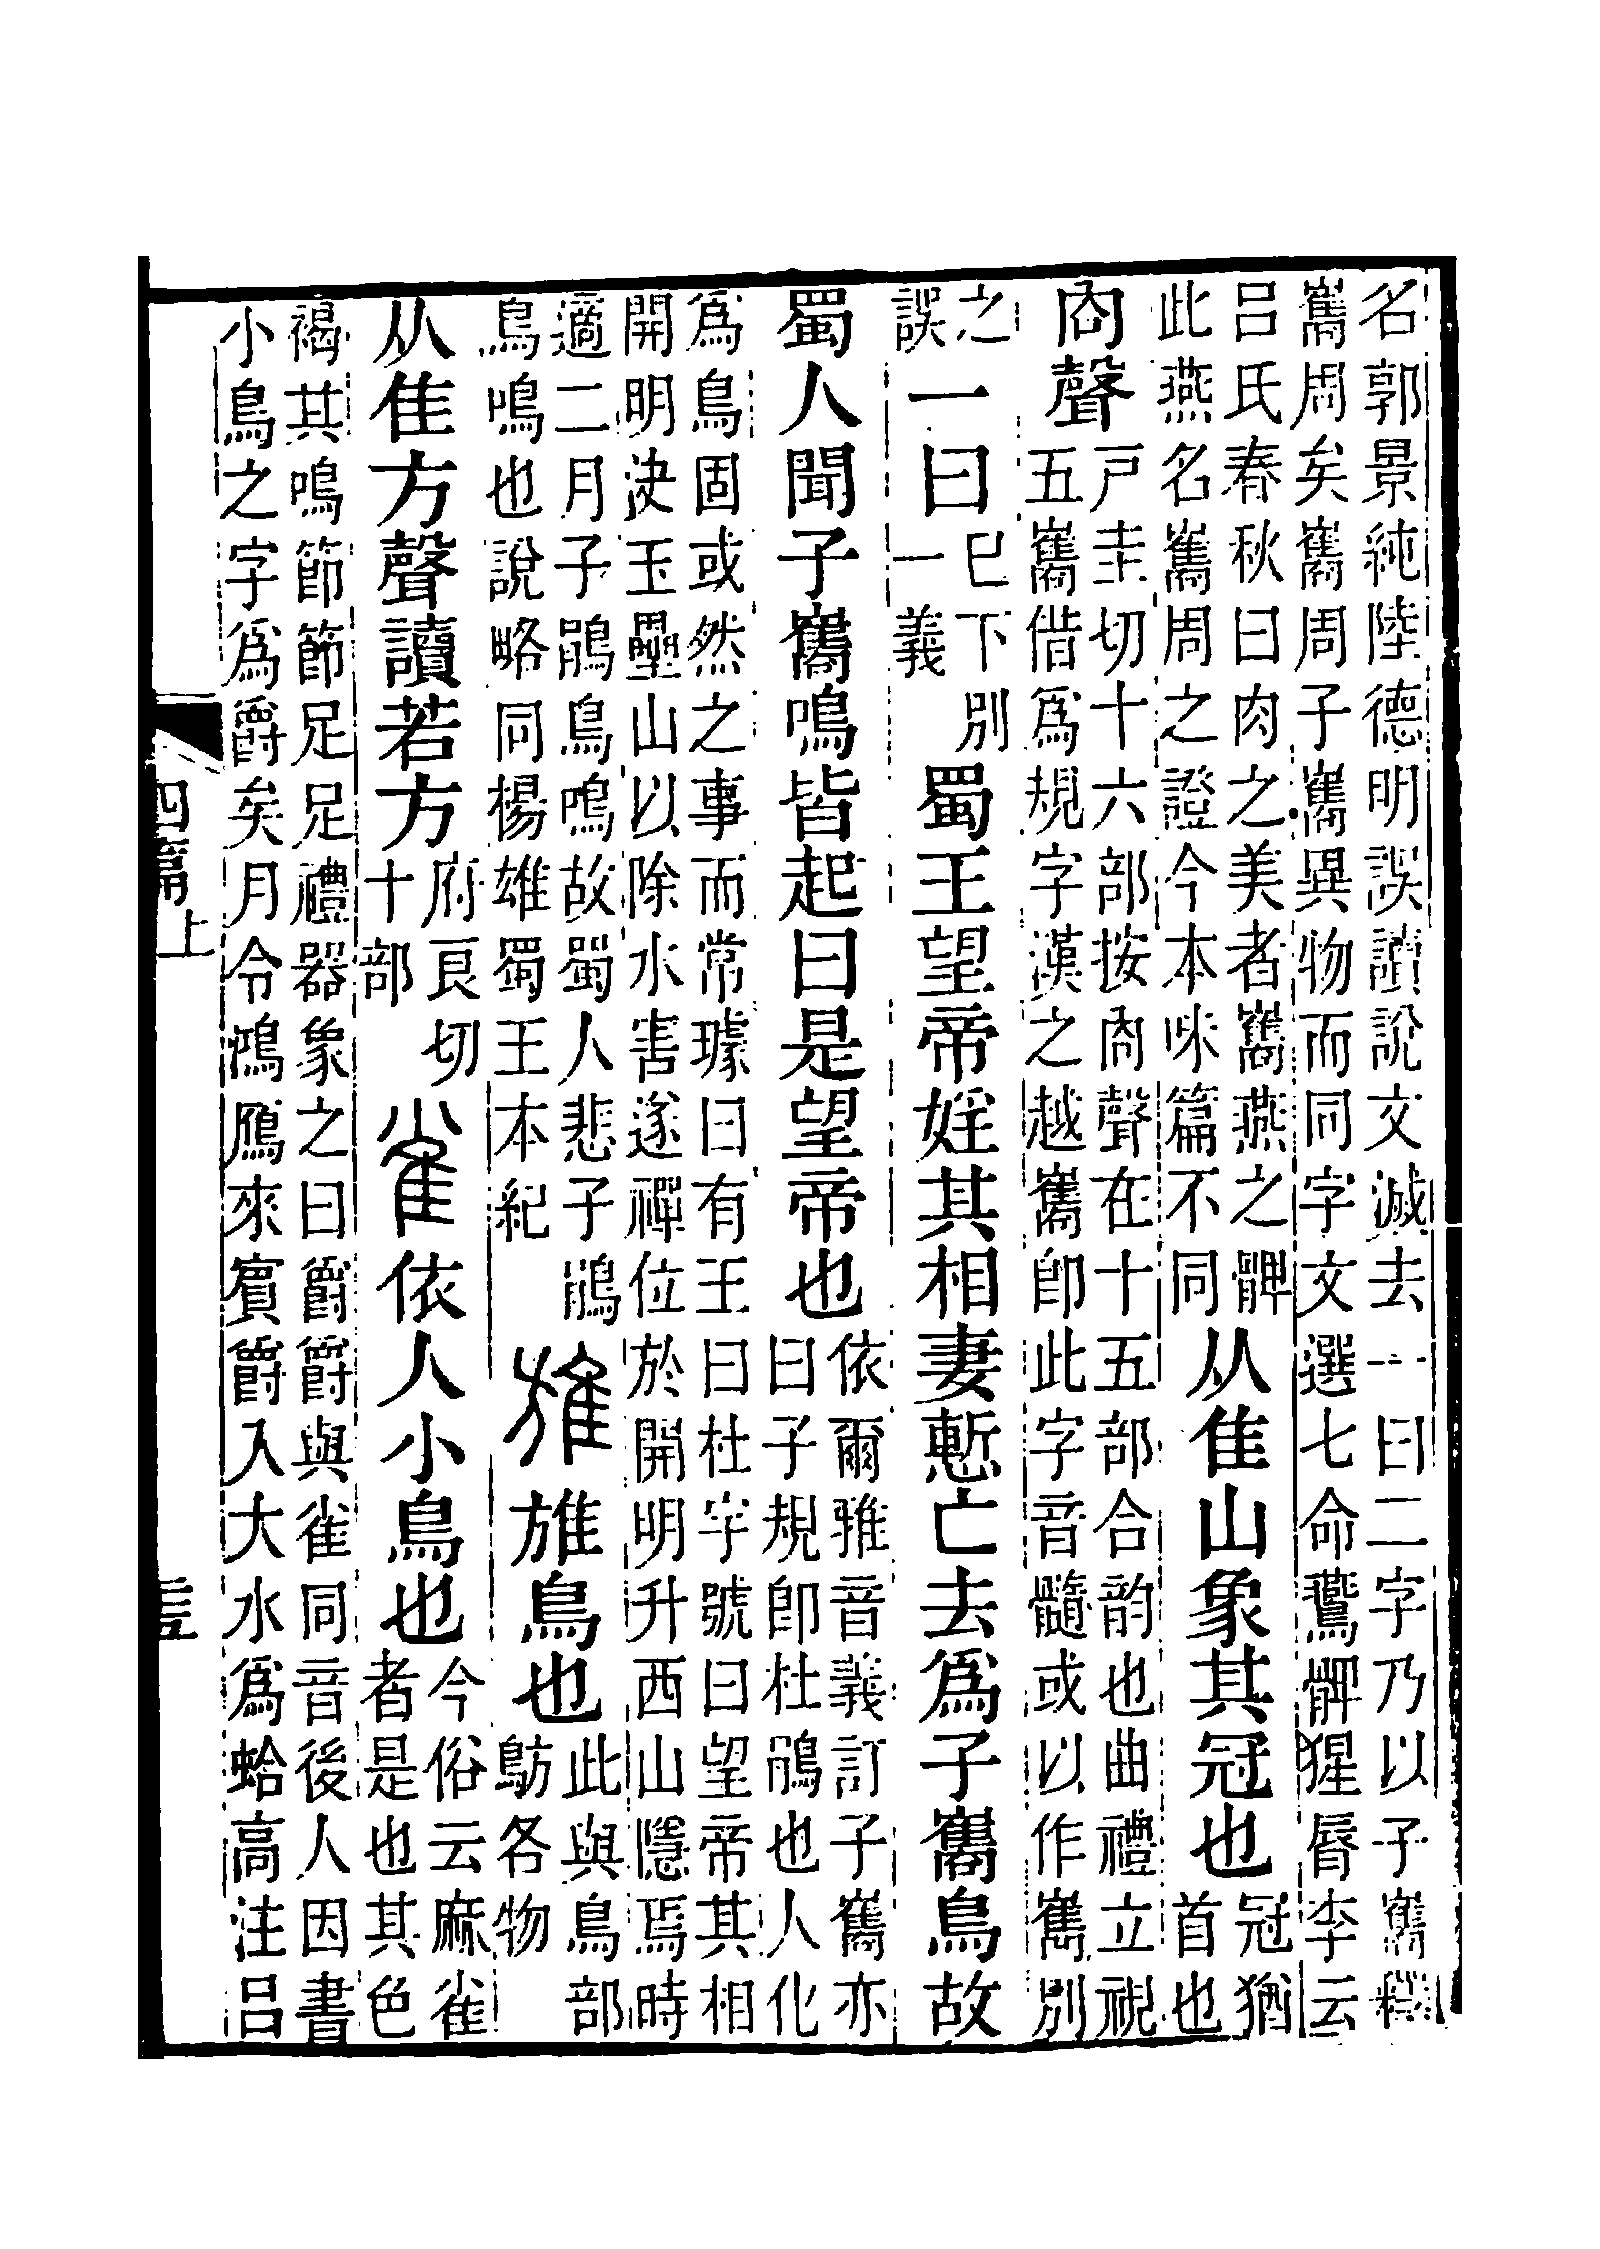 名郭景純陸德明誤讀說文滅去一曰二字乃以子巂釋
巂周矣巂周子巂異物而同字文選七命鷰髀猩脣李云
呂氏春秋曰肉之美者巂燕之髀
此燕名巂周之證今本味篇不同
从隹山象其冠也
冠猶
首也
㕯聲
戶圭切十六部按㕯聲在十五部合韵也曲禮立視
五巂借爲規字漢之越巂卽此字音髓或以作嶲別
之
誤
一曰
巳下別
一義
蜀王望帝婬其相妻慙亡去爲子巂鳥故
蜀人聞子巂鳴皆起曰是望帝也
依爾雅音義訂子巂亦
曰子規卽杜鵑也人化
爲鳥固或然之事而常璩曰有王曰杜宇號曰望帝其相
開明決玉壘山以除水害遂禪位於開明升西山隱焉時
適二月子鵑鳥鳴故蜀人悲子鵑
鳥鳴也說略同楊雄蜀王本紀
𨾔
𨾔鳥也
此與鳥部
鶭各物
从隹方聲讀若方
府良切
十部
雀
依人小鳥也
今俗云麻雀
者是也其色
褐其鳴節節足足禮器象之曰爵爵與雀同音後人因書
小鳥之字爲爵矣月令鴻鴈來賓爵入大水爲蛤高注呂
四篇上